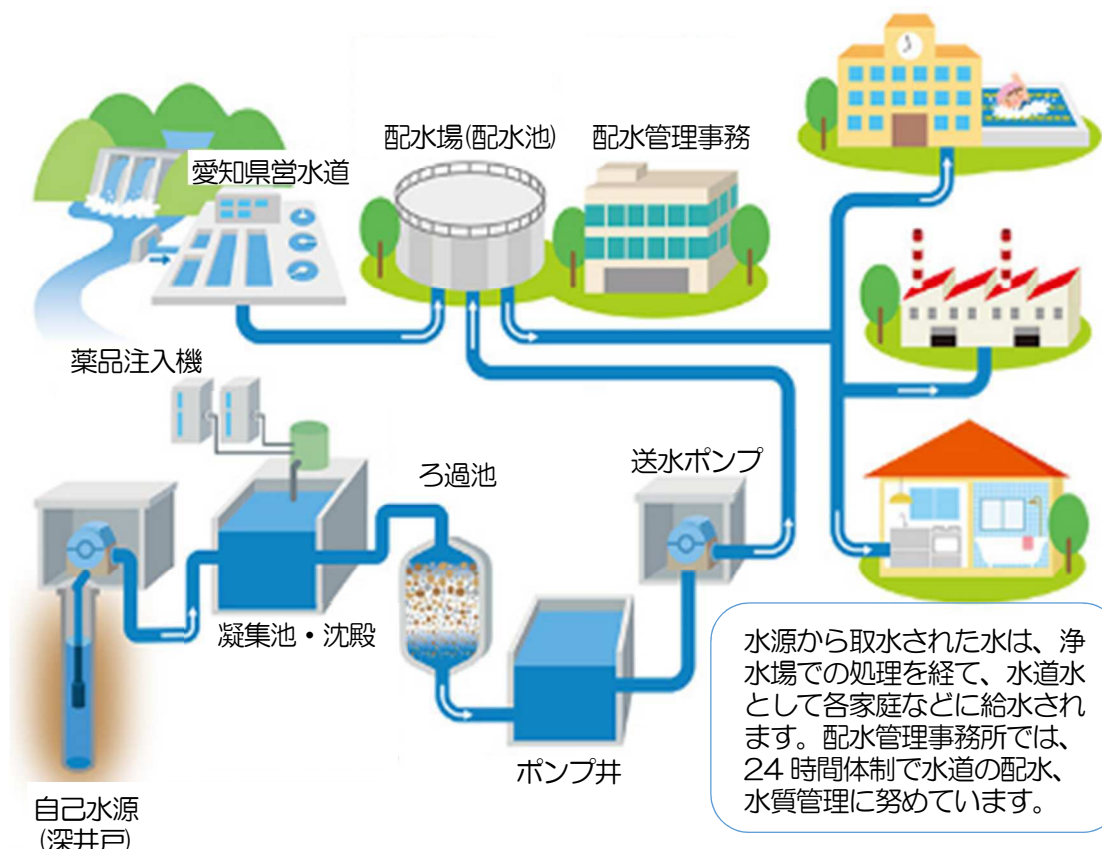 愛知県営水道
配水場(配水池)
配水管理事務
薬品注入機
ろ過池
送水ポンプ
凝集池・沈殿
ポンプ井
自己水源
(深井戸)
水源から取水された水は、浄
水場での処理を経て、水道水
として各家庭などに給水され
ます。配水管理事務所では、
24 時間体制で水道の配水、
水質管理に努めています。